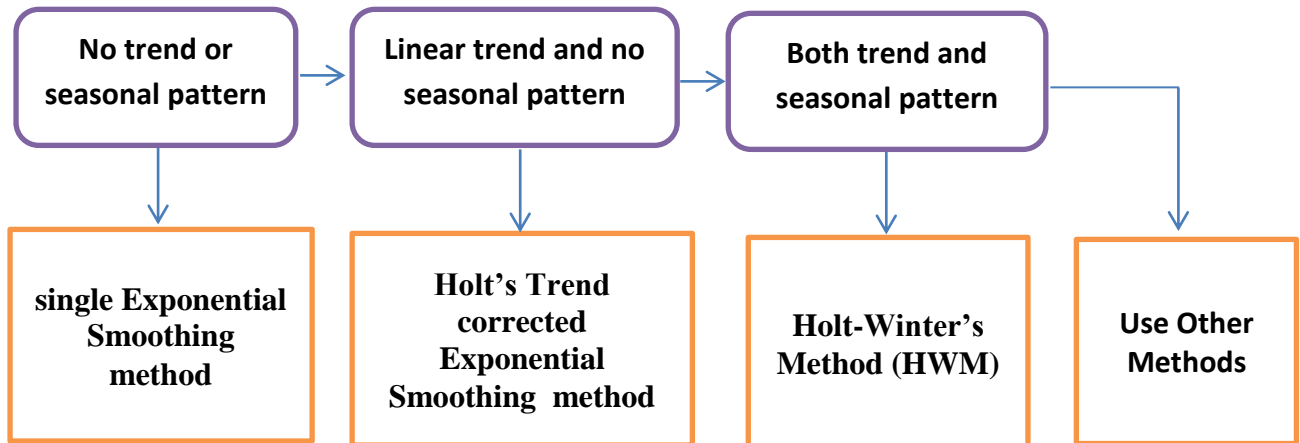 No trend or
seasonal pattern
Linear trend and no
seasonal pattern
Both trend and
seasonal pattern
single Exponential
Smoothing
method
Holt’s Trend
corrected
Exponential
Smoothing method
Holt-Winter’s
Method (HWM)
Use Other
Methods